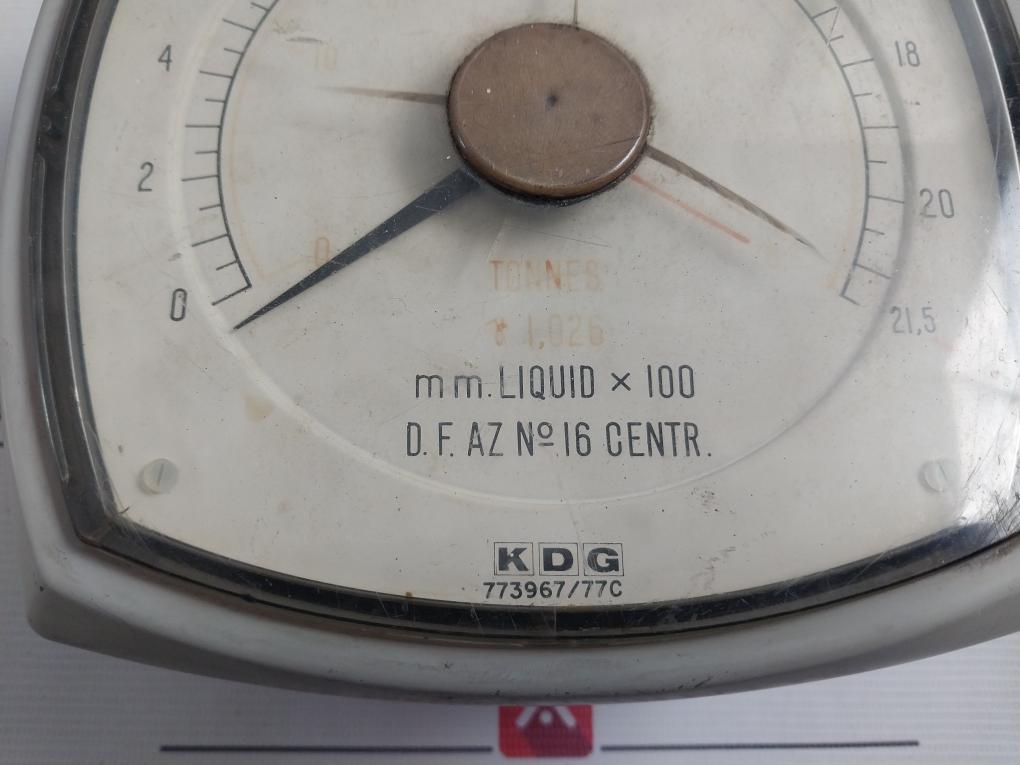 10
4
18
2
20
0
0
21,5
TONNES
४ 1,026
mm. LIQUID × 100
D.F. AZ Nº 16 CENTR.
KDG
773967/77C